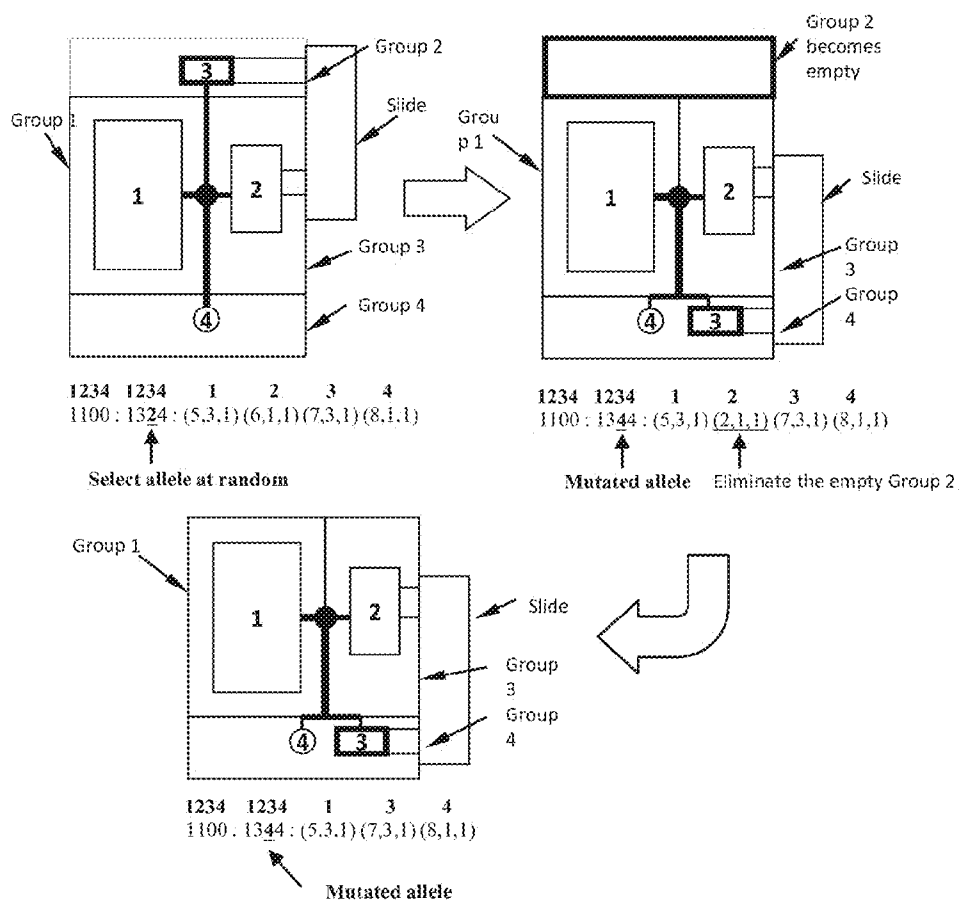 Group 2
3
Group 1
Slide
1
2
Group 3
Group 4
4
1234 1234 1 2 3 4
1100 : 1324 : (5,3,1) (6,1,1) (7,3,1) (8,1,1)
Select allele at random
Group 2
becomes
empty
Grou
p 1
1
2
Slide
Group
3
Group
4
4
3
1234 1234 1 2 3 4
1100 : 1344 : (5,3,1) (2,1,1) (7,3,1) (8,1,1)
Mutated allele Eliminate the empty Group 2
Group 1
1
2
Slide
Group
3
Group
4
4
3
1234 1234 1 3 4
1100 : 1344 : (5,3,1) (7,3,1) (8,1,1)
Mutated allele